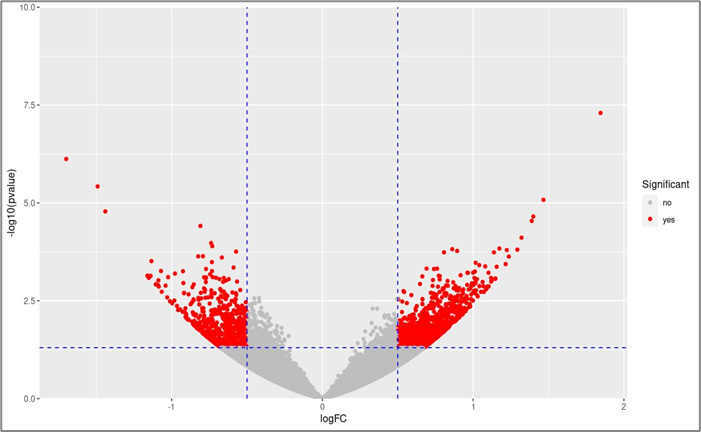 10.0
7.5
5.0
2.5
0.0
-log10(pvalue)
-1
0
1
2
logFC
Significant
no
yes